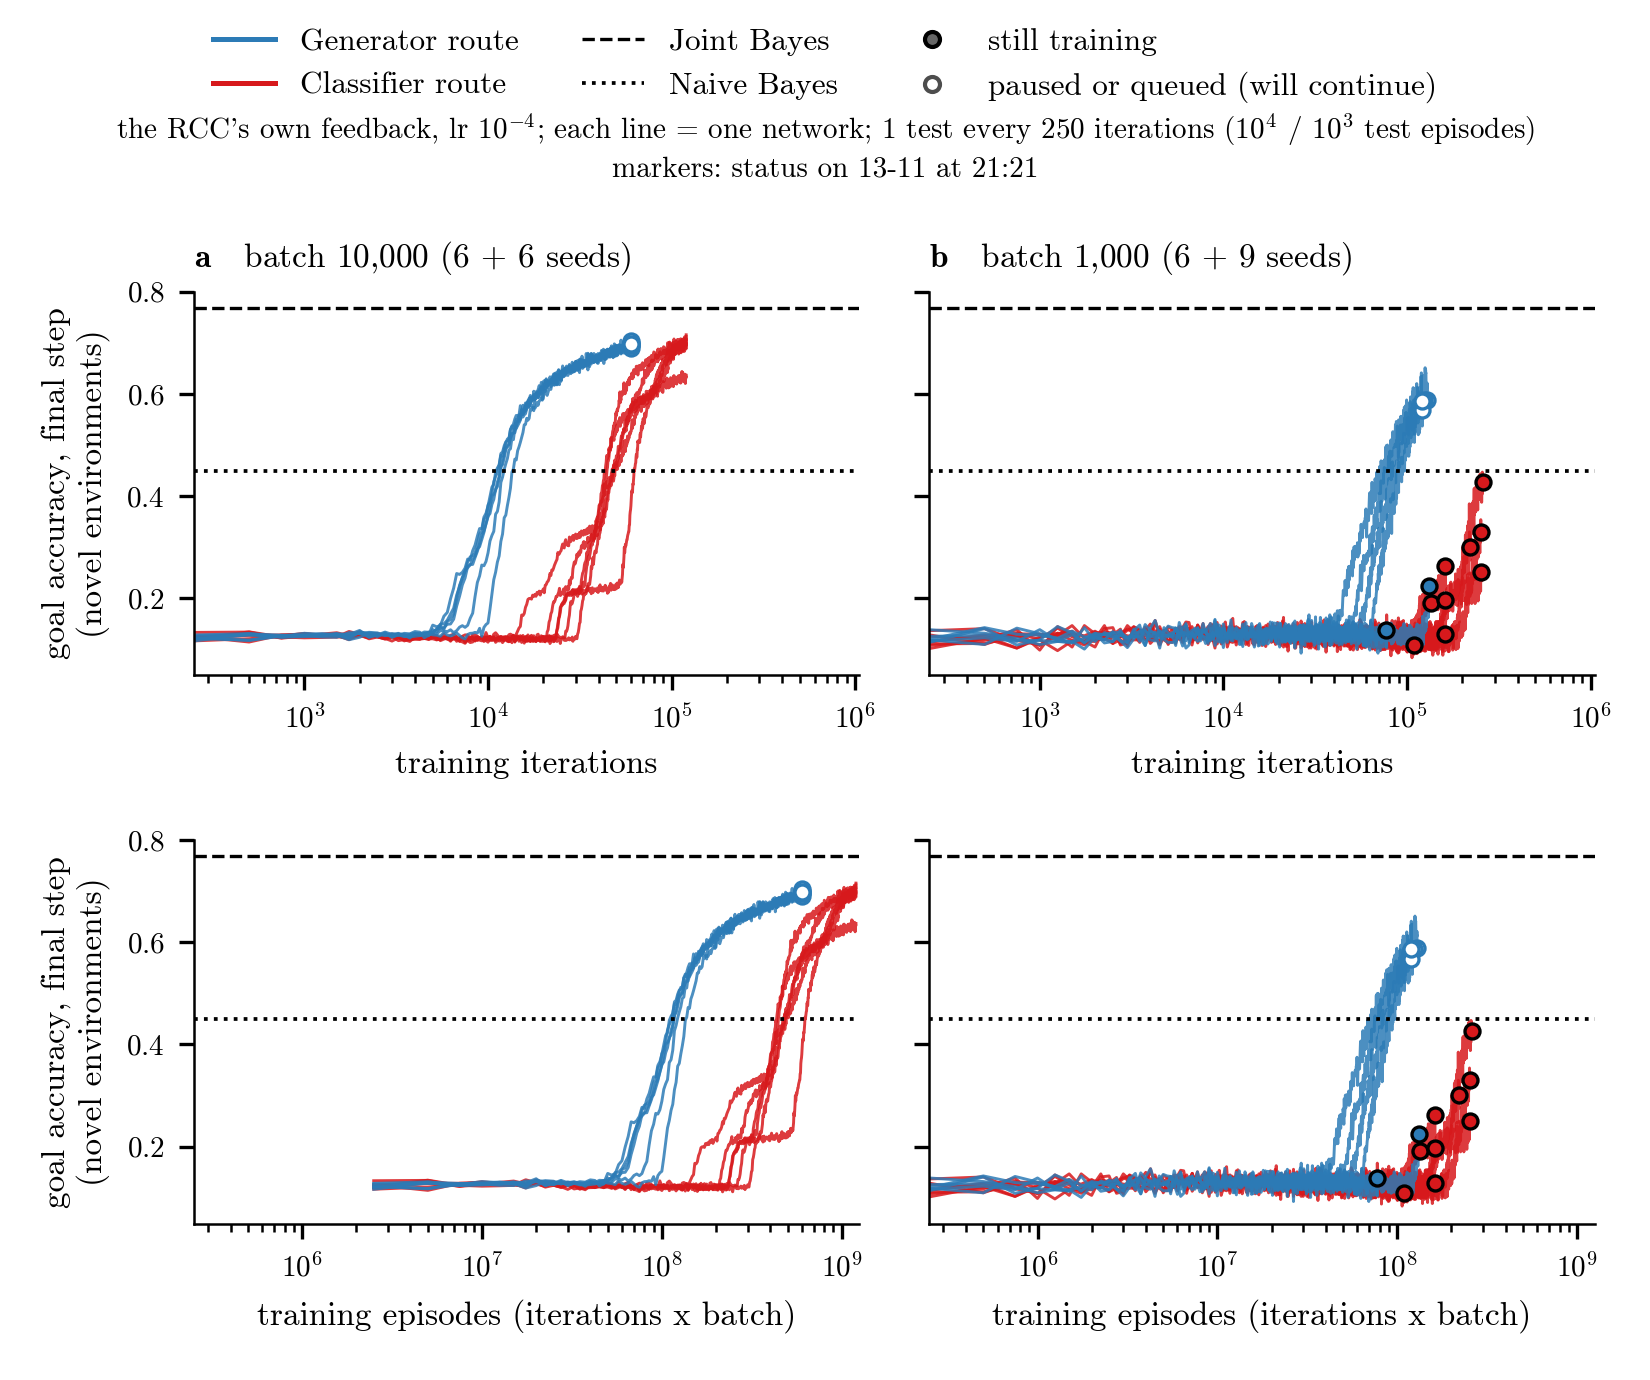 Generator route
Classifier route
Joint Bayes
Naive Bayes
still training
paused or queued (will continue)
the RCC's own feedback, lr 10⁻⁴; each line = one network; 1 test every 250 iterations (10⁴ / 10³ test episodes)
markers: status on 13-11 at 21:21
a batch 10,000 (6 + 6 seeds)
goal accuracy, final step
(novel environments)
0.8
0.6
0.4
0.2
10³ 10⁴ 10⁵ 10⁶
training iterations
b batch 1,000 (6 + 9 seeds)
10³ 10⁴ 10⁵ 10⁶
training iterations
goal accuracy, final step
(novel environments)
0.8
0.6
0.4
0.2
10⁶ 10⁷ 10⁸ 10⁹
training episodes (iterations x batch)
10⁶ 10⁷ 10⁸ 10⁹
training episodes (iterations x batch)